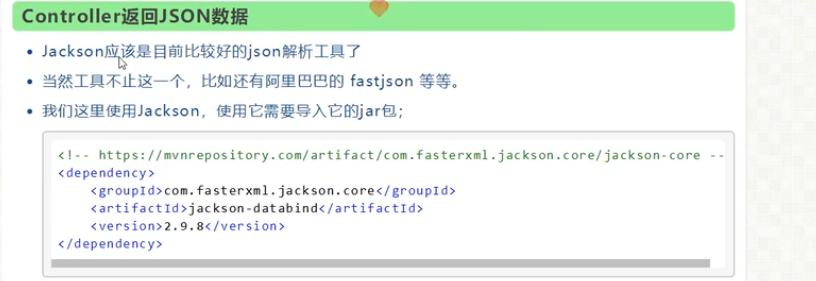 Controller返回JSON数据
Jackson应该是目前比较好的json解析工具了
当然工具不止这一个，比如还有阿里巴巴的 fastjson 等等。
我们这里使用Jackson，使用它需要导入它的jar包；
<!-- https://mvnrepository.com/artifact/com.fasterxml.jackson.core/jackson-core --
<dependency>
    <groupId>com.fasterxml.jackson.core</groupId>
    <artifactId>jackson-databind</artifactId>
    <version>2.9.8</version>
</dependency>